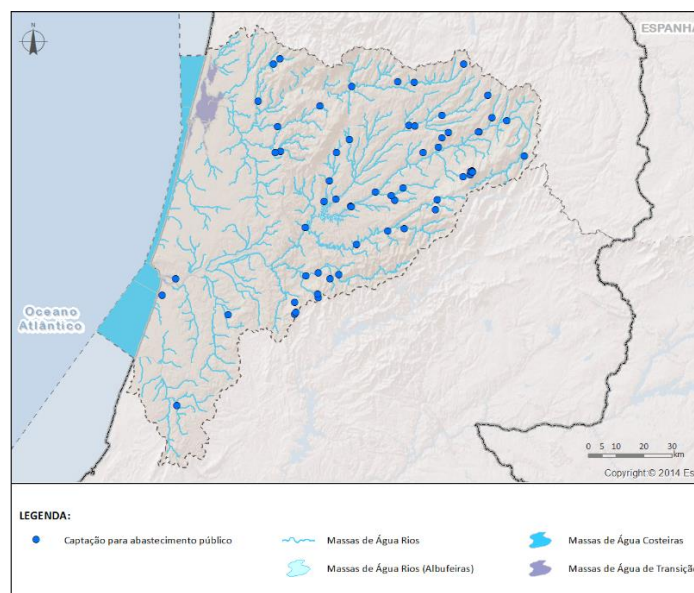 N
ESPANHA
Oceano
Atlântico
0 5 10 20 30
km
Copyright:© 2014 Es
LEGENDA:
Captação para abastecimento público
Massas de Água Rios
Massas de Água Costeiras
Massas de Água Rios (Albufeiras)
Massas de Água de Transição